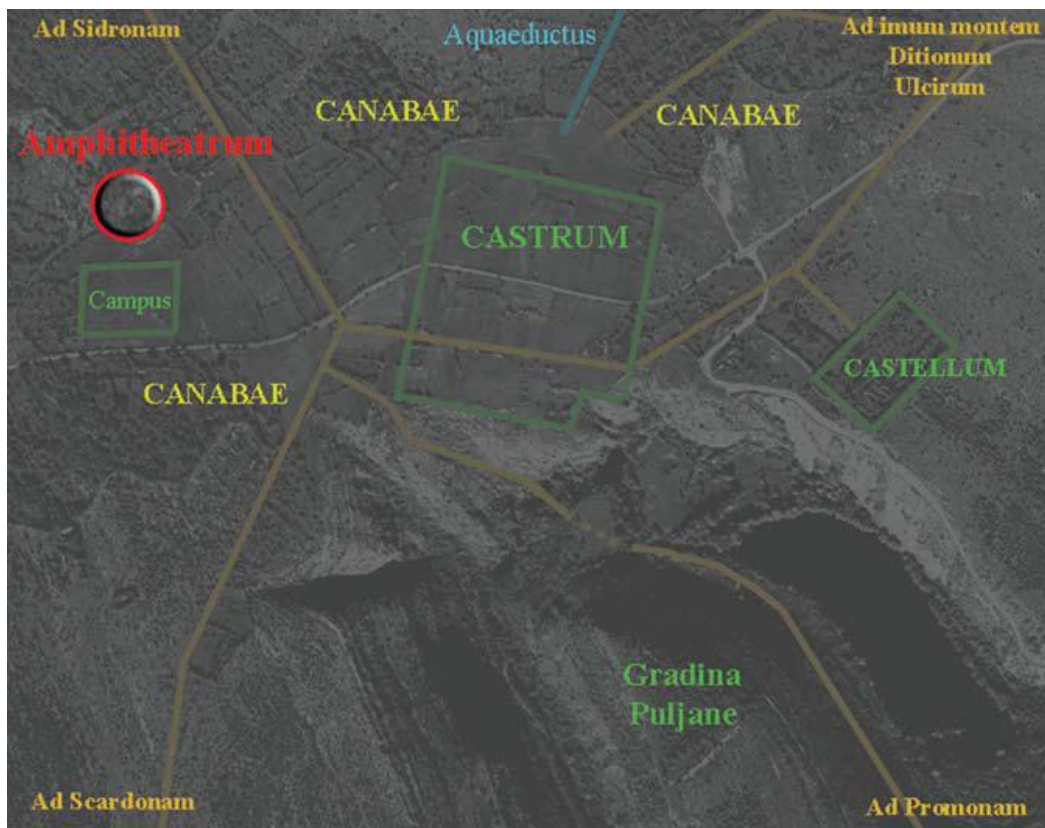 Ad Sidronam
Aquaeductus
Ad imum montem
Ditionum
Ulcirum
CANABAE
CANABAE
Amphitheatrum
CASTRUM
Campus
CASTELLUM
CANABAE
Gradina
Puljane
Ad Scardonam
Ad Promonam